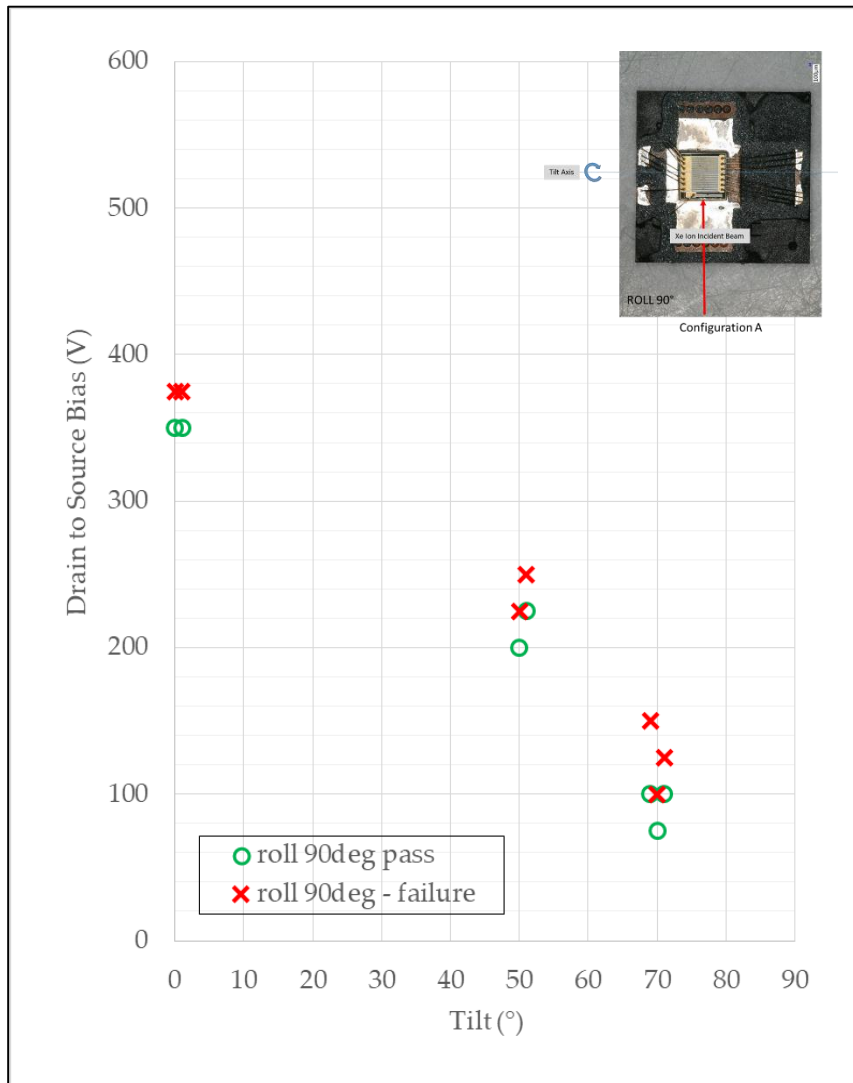 600
500
400
300
200
100
0
Drain to Source Bias (V)
100µm
Tilt Axis
Xe Ion Incident Beam
ROLL 90°
Configuration A
roll 90deg pass
roll 90deg - failure
0 10 20 30 40 50 60 70 80 90
Tilt (°)